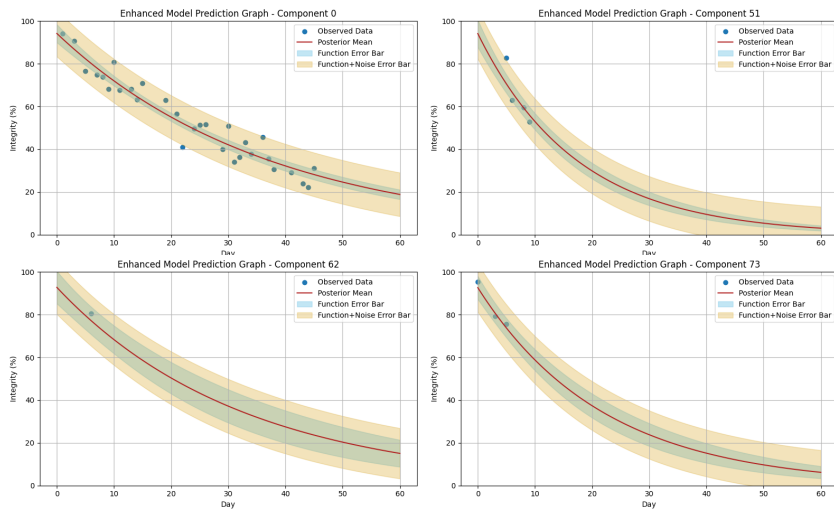 Enhanced Model Prediction Graph - Component 0
Integrity (%)
100
80
60
40
20
0
0 10 20 30 40 50 60
Day
Observed Data
Posterior Mean
Function Error Bar
Function+Noise Error Bar
Enhanced Model Prediction Graph - Component 51
Integrity (%)
100
80
60
40
20
0
0 10 20 30 40 50 60
Day
Observed Data
Posterior Mean
Function Error Bar
Function+Noise Error Bar
Enhanced Model Prediction Graph - Component 62
Integrity (%)
100
80
60
40
20
0
0 10 20 30 40 50 60
Day
Observed Data
Posterior Mean
Function Error Bar
Function+Noise Error Bar
Enhanced Model Prediction Graph - Component 73
Integrity (%)
100
80
60
40
20
0
0 10 20 30 40 50 60
Day
Observed Data
Posterior Mean
Function Error Bar
Function+Noise Error Bar